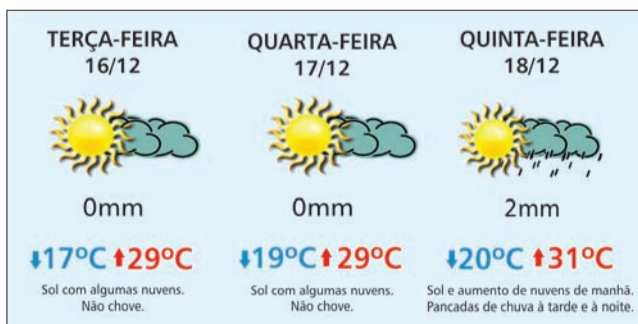 TERÇA-FEIRA
16/12
0mm
↓17ºC ↑29ºC
Sol com algumas nuvens.
Não chove.
QUARTA-FEIRA
17/12
0mm
↓19ºC ↑29ºC
Sol com algumas nuvens.
Não chove.
QUINTA-FEIRA
18/12
2mm
↓20ºC ↑31ºC
Sol e aumento de nuvens de manhã.
Pancadas de chuva à tarde e à noite.